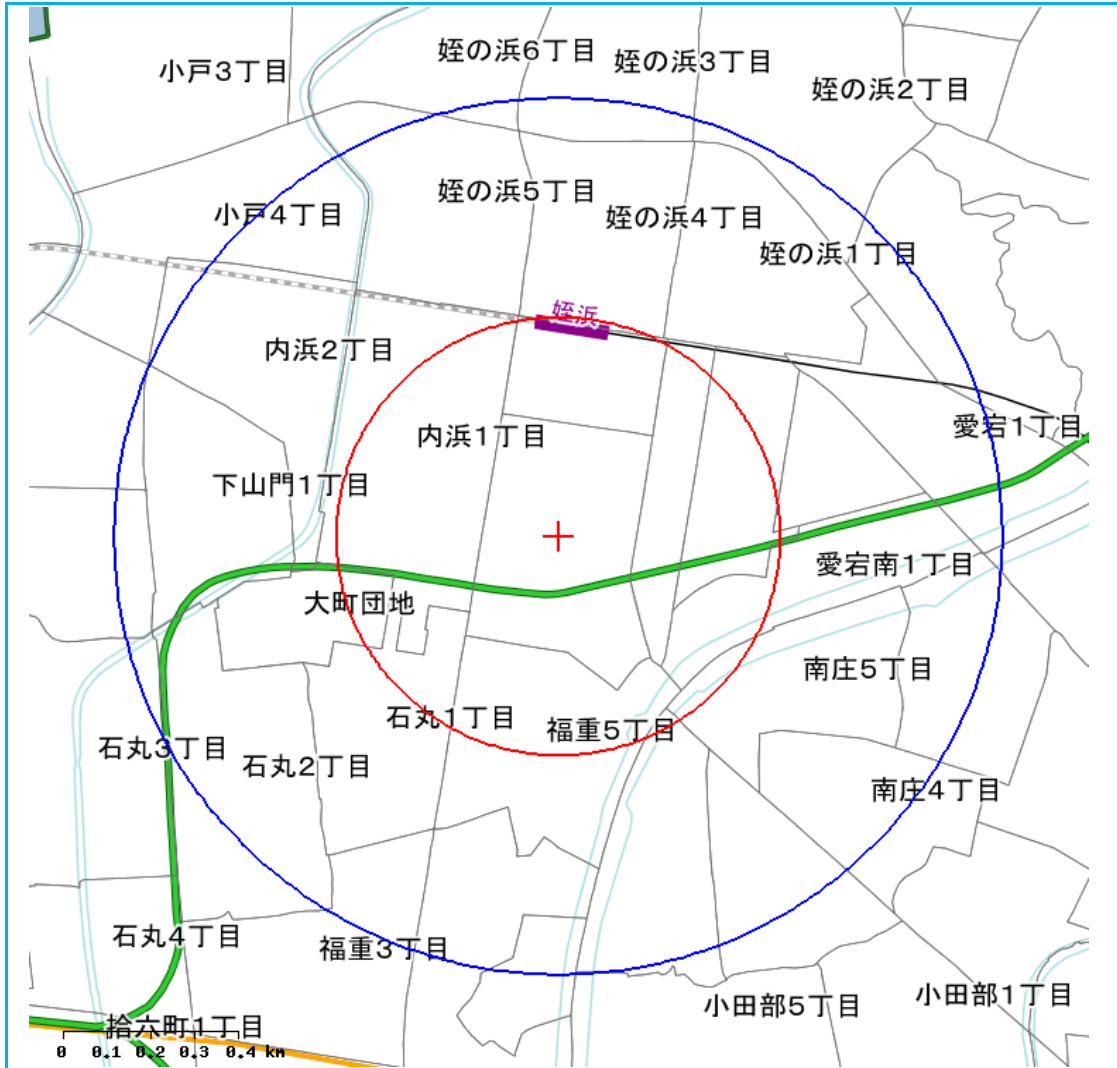 姪の浜6丁目
姪の浜3丁目
小戸3丁目
姪の浜2丁目
姪の浜5丁目
小戸4丁目
姪の浜4丁目
姪の浜1丁目
姪浜
内浜2丁目
愛宕1丁目
内浜1丁目
下山門1丁目
愛宕南1丁目
大町団地
南庄5丁目
石丸1丁目
福重5丁目
石丸3丁目
石丸2丁目
南庄4丁目
石丸4丁目
福重3丁目
小田部1丁目
小田部5丁目
拾六町1丁目
0 0.1 0.2 0.3 0.4 km